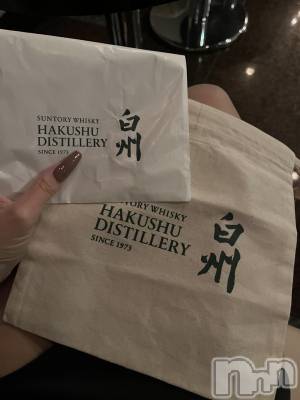 SUNTORY WHISKY
HAKUSHU
DISTILLERY
SINCE 1973
白州
SUNTORY WHISKY
HAKUSHU
DISTILLERY
SINCE 1973
白州